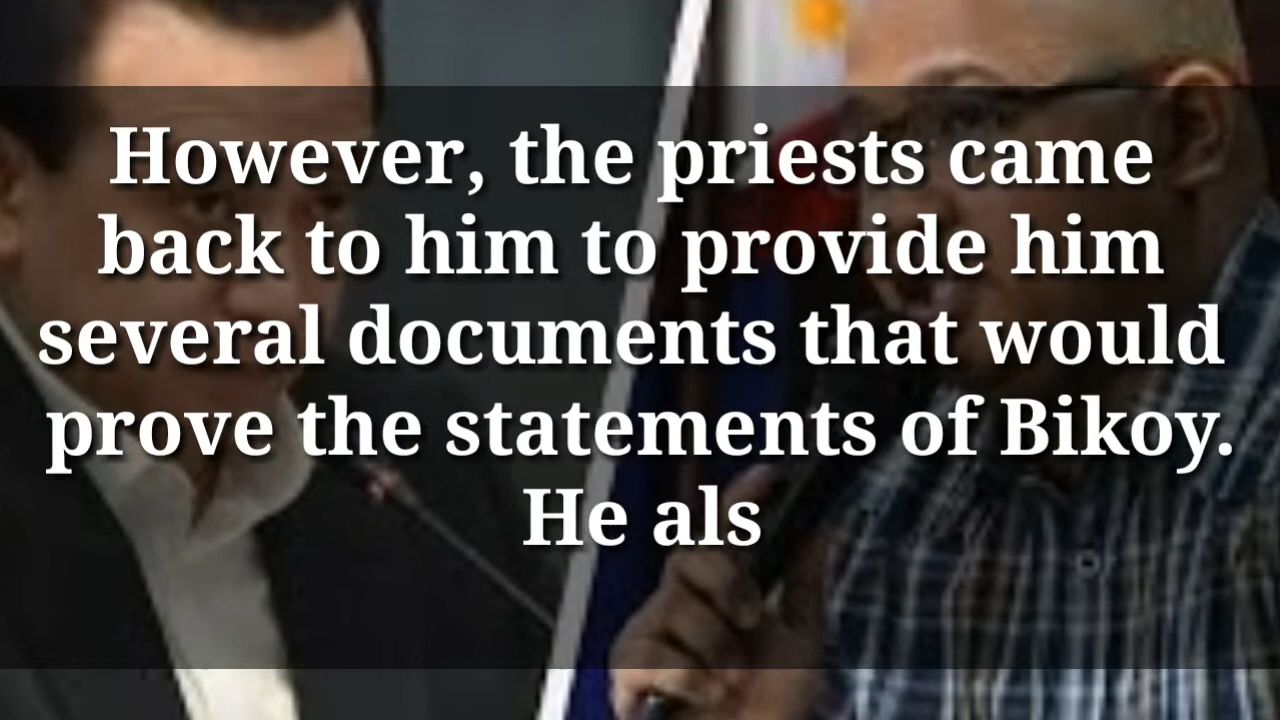 However, the priests came
back to him to provide him
several documents that would
prove the statements of Bikoy.
He als